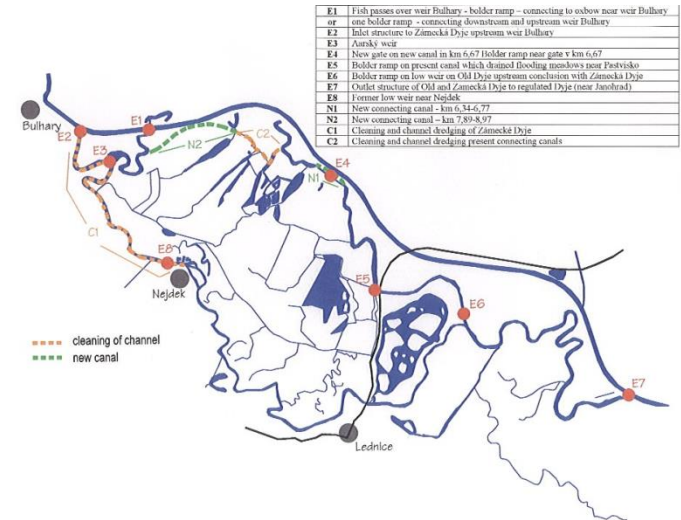 E1 Fish passes over weir Bulhary - bolder ramp – connecting to oxbow near weir Bulhary
or one bolder ramp - connecting downstream and upstream weir Bulhary
E2 Inlet structure to Zámecká Dyje upstream weir Bulhary
E3 Aarský weir
E4 New gate on new canal in km 6,67 Holder ramp near gate v km 6,67
E5 Bolder ramp on present canal which drained flooding meadows near Pastvisko
E6 Bolder ramp on low weir on Old Dyje upstream conclusion with Zámecká Dyje
E7 Outlet structure of Old and Zamecká Dyje to regulated Dyje (near Janohrad)
E8 Former low weir near Nejdek
N1 New connecting canal - km 6,34-6,77
N2 New connecting canal – km 7,89-8,97
C1 Cleaning and channel dredging of Zámecké Dyje
C2 Cleaning and channel dredging present connecting canals
Bulhary
E2
E1
E3
N2
C2
E4
N1
C1
E8
Nejdek
E5
E6
cleaning of channel
new canal
E7
Lednice